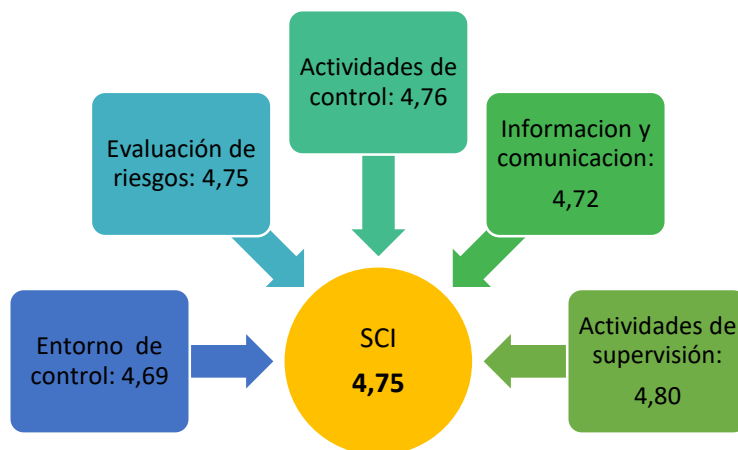 Actividades de
control: 4,76
Evaluación de
riesgos: 4,75
Informacion y
comunicacion:
4,72
Entorno de
control: 4,69
SCI
4,75
Actividades de
supervisión:
4,80